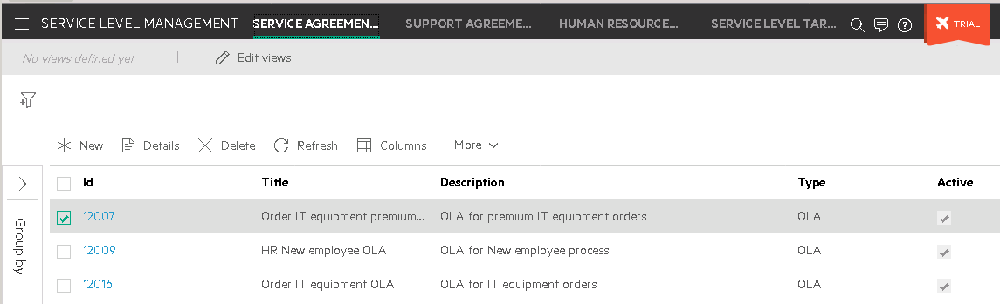 SERVICE LEVEL MANAGEMENT SERVICE AGREEMEN... SUPPORT AGREEME... HUMAN RESOURCE... SERVICE LEVEL TAR... TRIAL
No views defined yet Edit views
New Details Delete Refresh Columns More
Id Title Description Type Active
12007 Order IT equipment premium... OLA for premium IT equipment orders OLA
12009 HR New employee OLA OLA for New employee process OLA
12016 Order IT equipment OLA OLA for IT equipment orders OLA
Group by